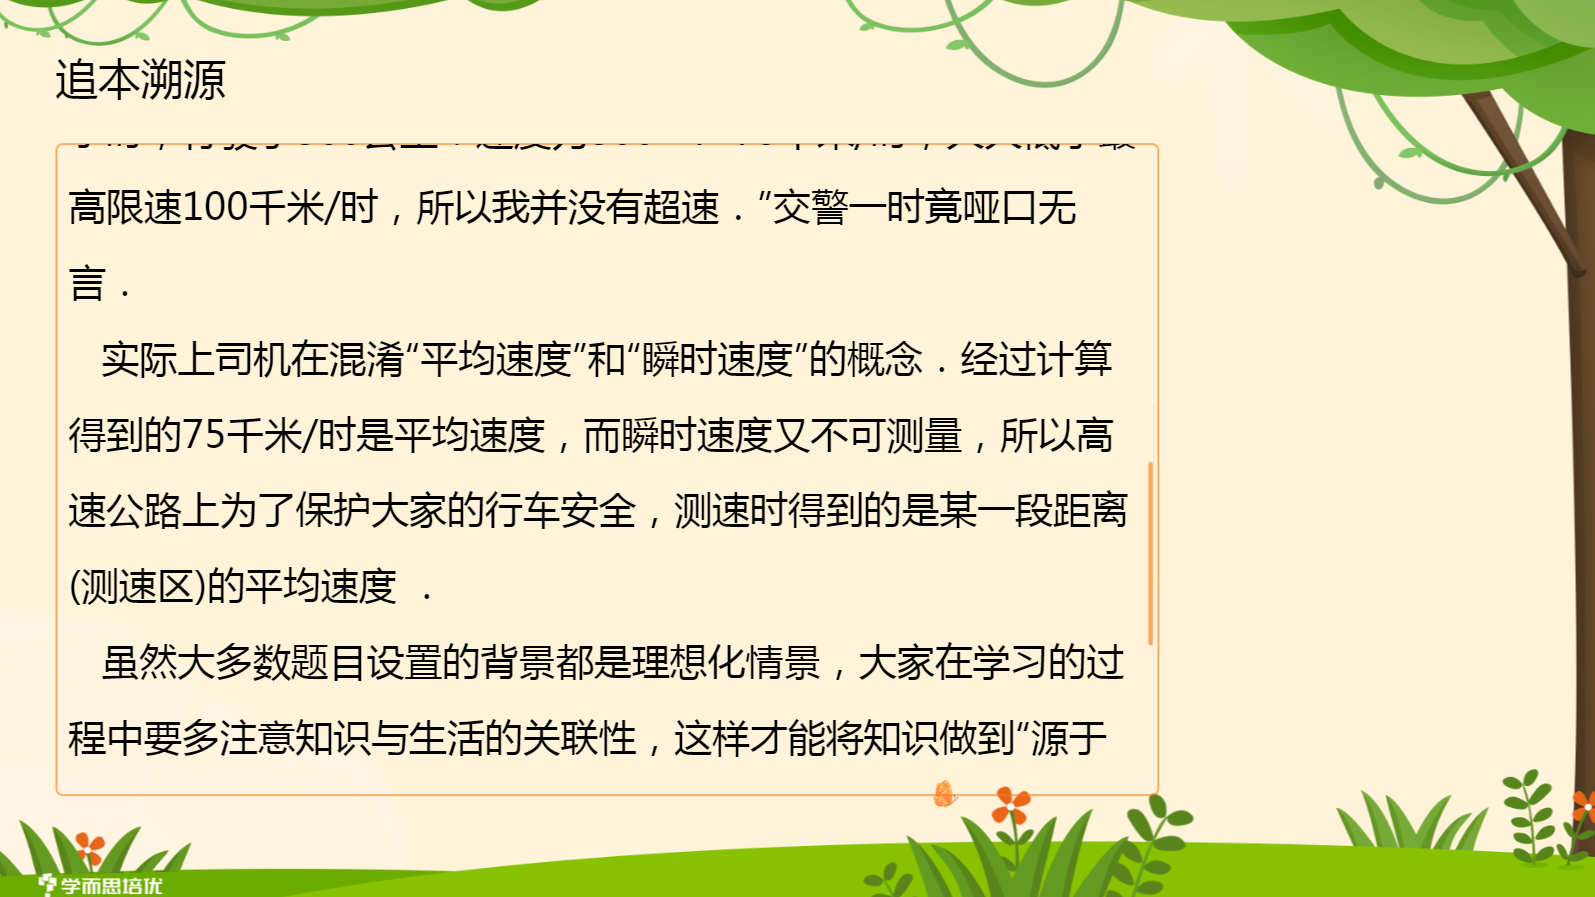 追本溯源
高限速100千米/时，所以我并没有超速．”交警一时竟哑口无
言．
实际上司机在混淆“平均速度”和“瞬时速度”的概念．经过计算
得到的75千米/时是平均速度，而瞬时速度又不可测量，所以高
速公路上为了保护大家的行车安全，测速时得到的是某一段距离
(测速区)的平均速度 ．
虽然大多数题目设置的背景都是理想化情景，大家在学习的过
程中要多注意知识与生活的关联性，这样才能将知识做到“源于
学而思培优